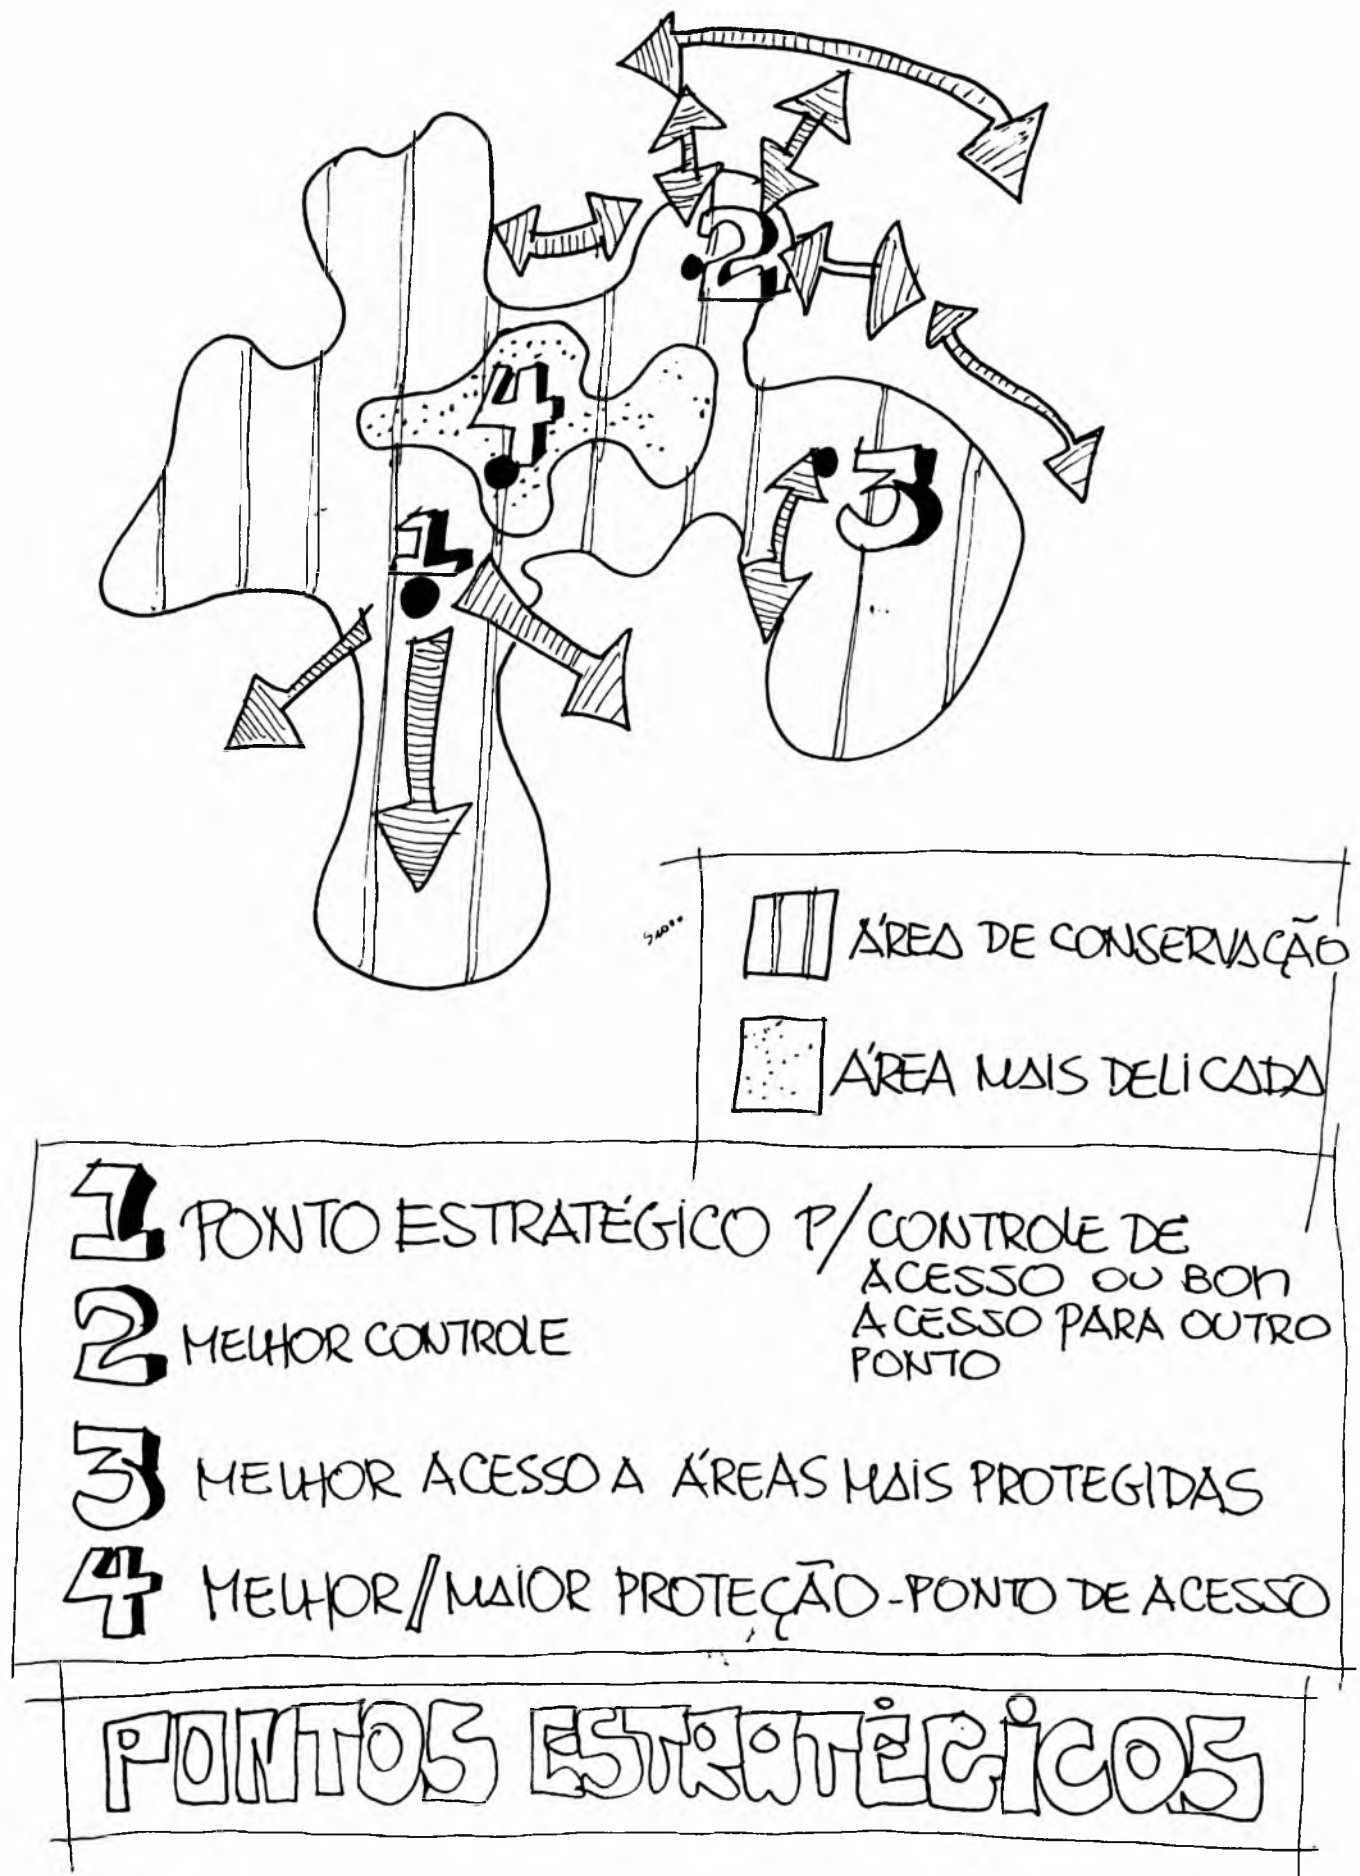 2
4
3
1
ÁREA DE CONSERVAÇÃO
ÁREA MAIS DELICADA
1 PONTO ESTRATÉGICO P/CONTROLE DE
ACESSO OU BOM
ACESSO PARA OUTRO
PONTO
2 MELHOR CONTROLE
3 MELHOR ACESSO A ÁREAS MAIS PROTEGIDAS
4 MELHOR//MAIOR PROTEÇÃO - PONTO DE ACESSO
PONTOS ESTRATÉGICOS